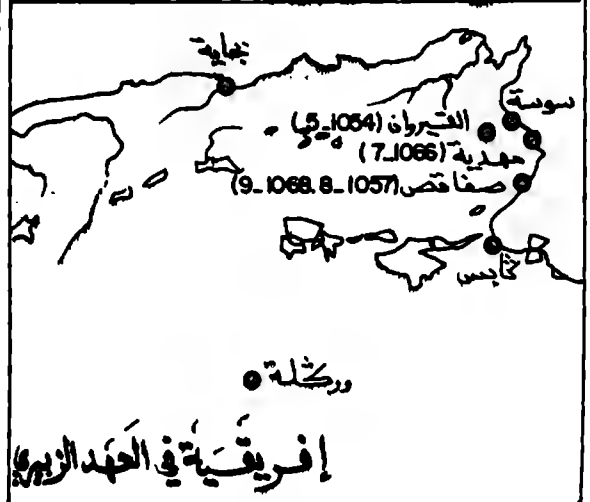 بجاية
سوسة
القيروان (1054-5)
مهدية (1066-7)
صفاقص (1057-8، 1068-9)
قابس
وركلة
إفريقية في العهد الزيري